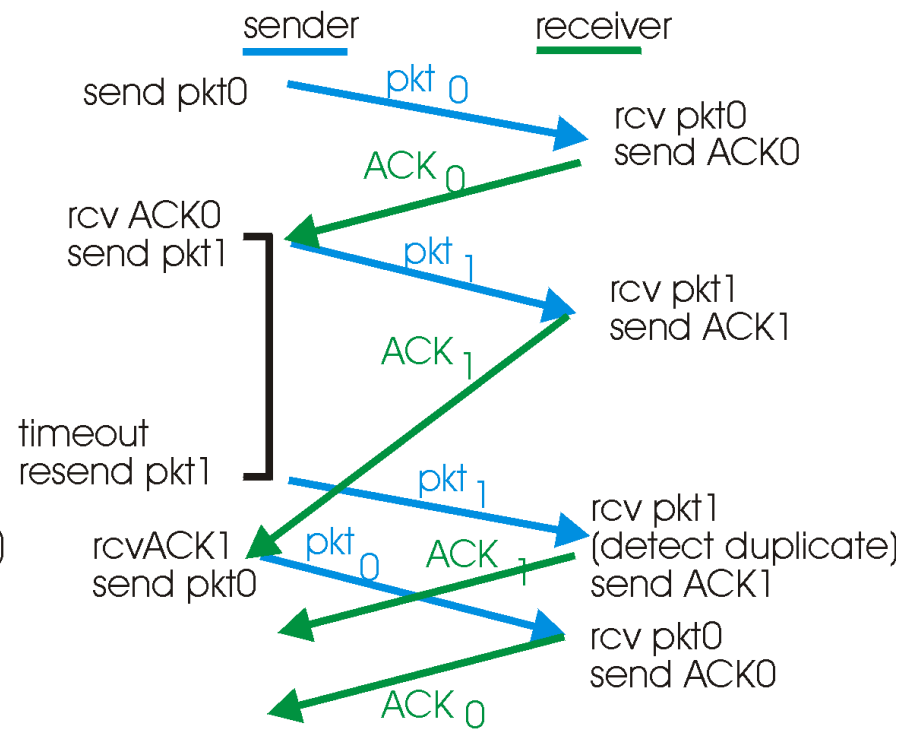 sender
receiver
send pkt0
pkt 0
rcv pkt0
send ACK0
ACK 0
rcv ACK0
send pkt1
pkt 1
rcv pkt1
send ACK1
ACK 1
timeout
resend pkt1
pkt 1
rcv pkt1
(detect duplicate)
send ACK1
)
rcvACK1
send pkt0
pkt 0
ACK 1
rcv pkt0
send ACK0
ACK 0